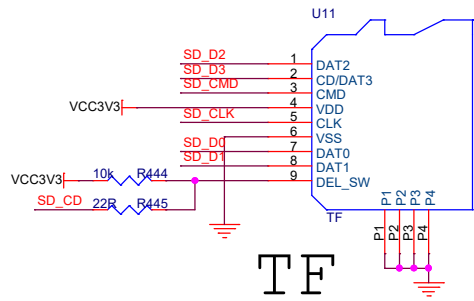 U11
SD_D2 1 DAT2
SD_D3 2 CD/DAT3
SD_CMD 3 CMD
VCC3V3 4 VDD
SD_CLK 5 CLK
6 VSS
SD_D0 7 DAT0
SD_D1 8 DAT1
VCC3V3 10k R444 9 DEL_SW
SD_CD 22R R445
TF
P1 P2 P3 P4
P1 P2 P3 P4
TF